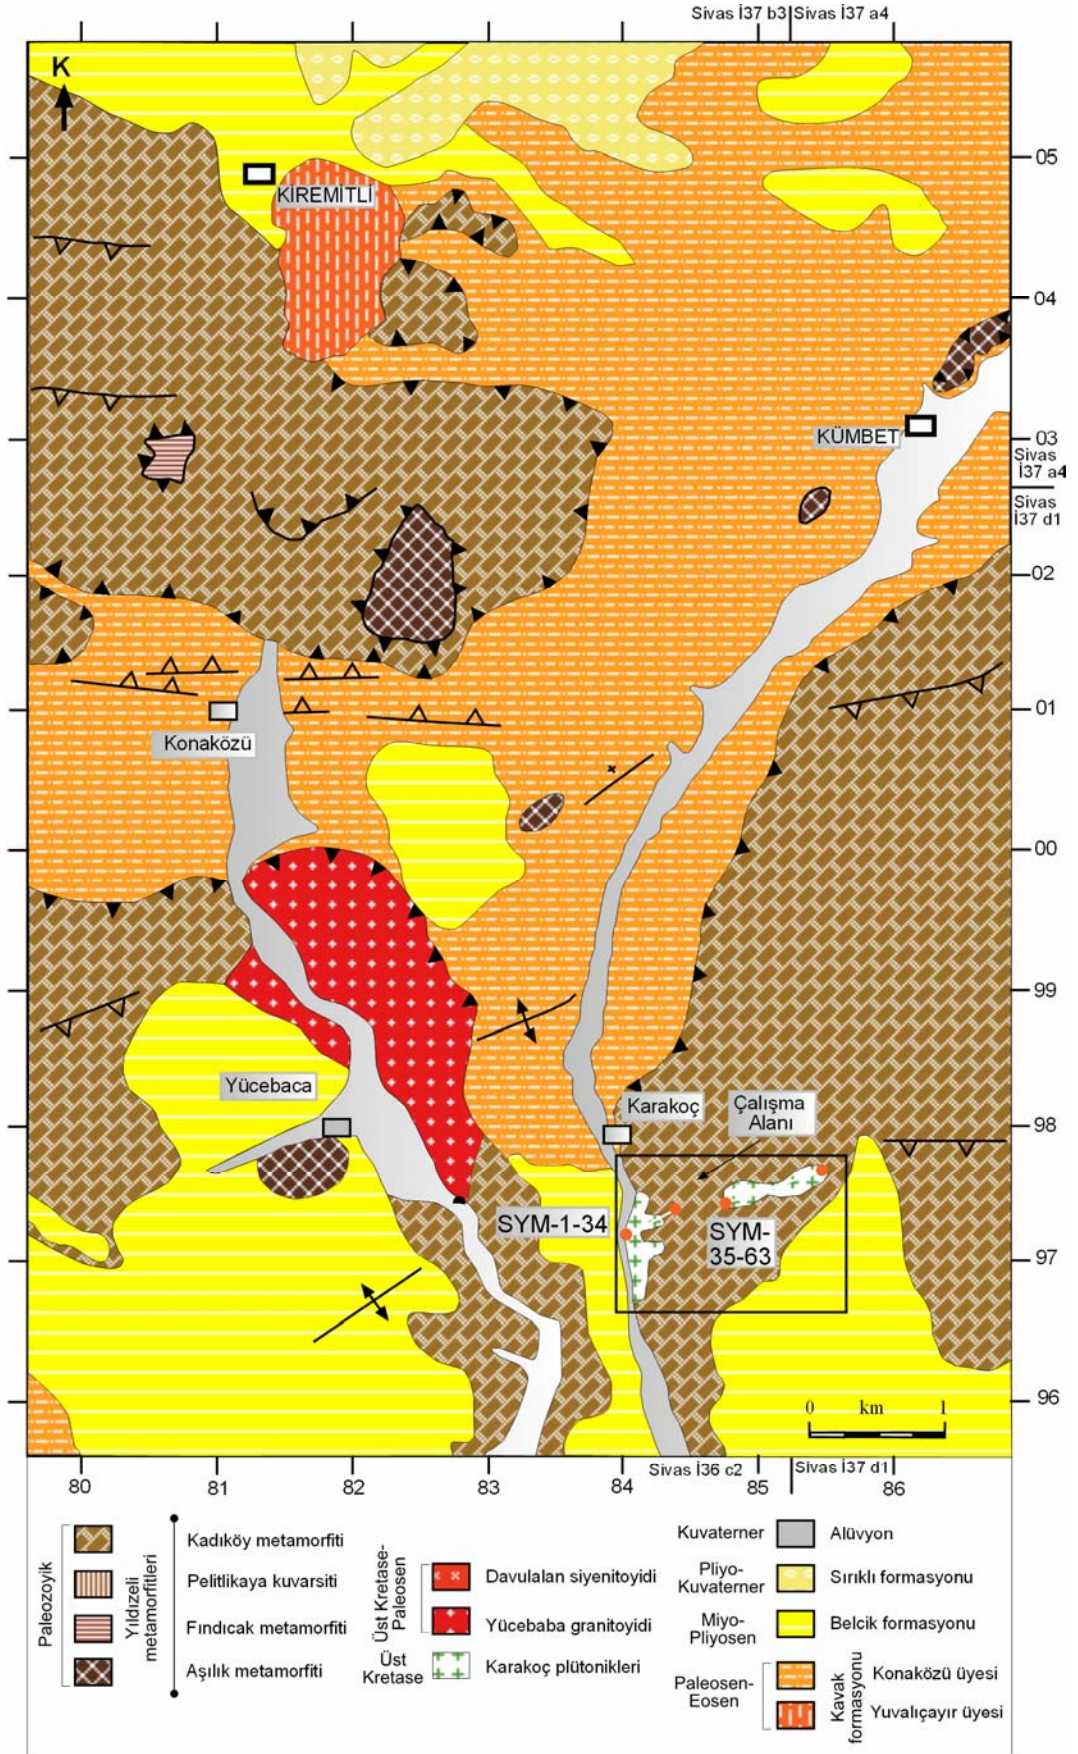 Sivas İ37 b3
Sivas İ37 a4
K
05
KİREMİTLİ
04
KÜMBET
03
Sivas
İ37 a4
Sivas
İ37 d1
02
01
Konaközü
00
99
Yücebaca
Karakoç
Çalışma
Alanı
98
SYM-1-34
SYM-
35-63
97
0 km 1
96
Sivas İ36 c2
Sivas İ37 d1
80 81 82 83 84 85 86
Paleozoyik
Yıldızeli
metamorfitleri
Kadıköy metamorfiti
Pelitlikaya kuvarsiti
Fındıcak metamorfiti
Aşılık metamorfiti
Üst Kretase-
Paleosen
Davulalan siyenitoyidi
Yücebaba granitoyidi
Üst
Kretase
Karakoç plütonikleri
Kuvaterner
Alüvyon
Pliyo-
Kuvaterner
Sırıklı formasyonu
Miyo-
Pliyosen
Belcik formasyonu
Paleosen-
Eosen
Kavak
formasyonu
Konaközü üyesi
Yuvalıçayır üyesi